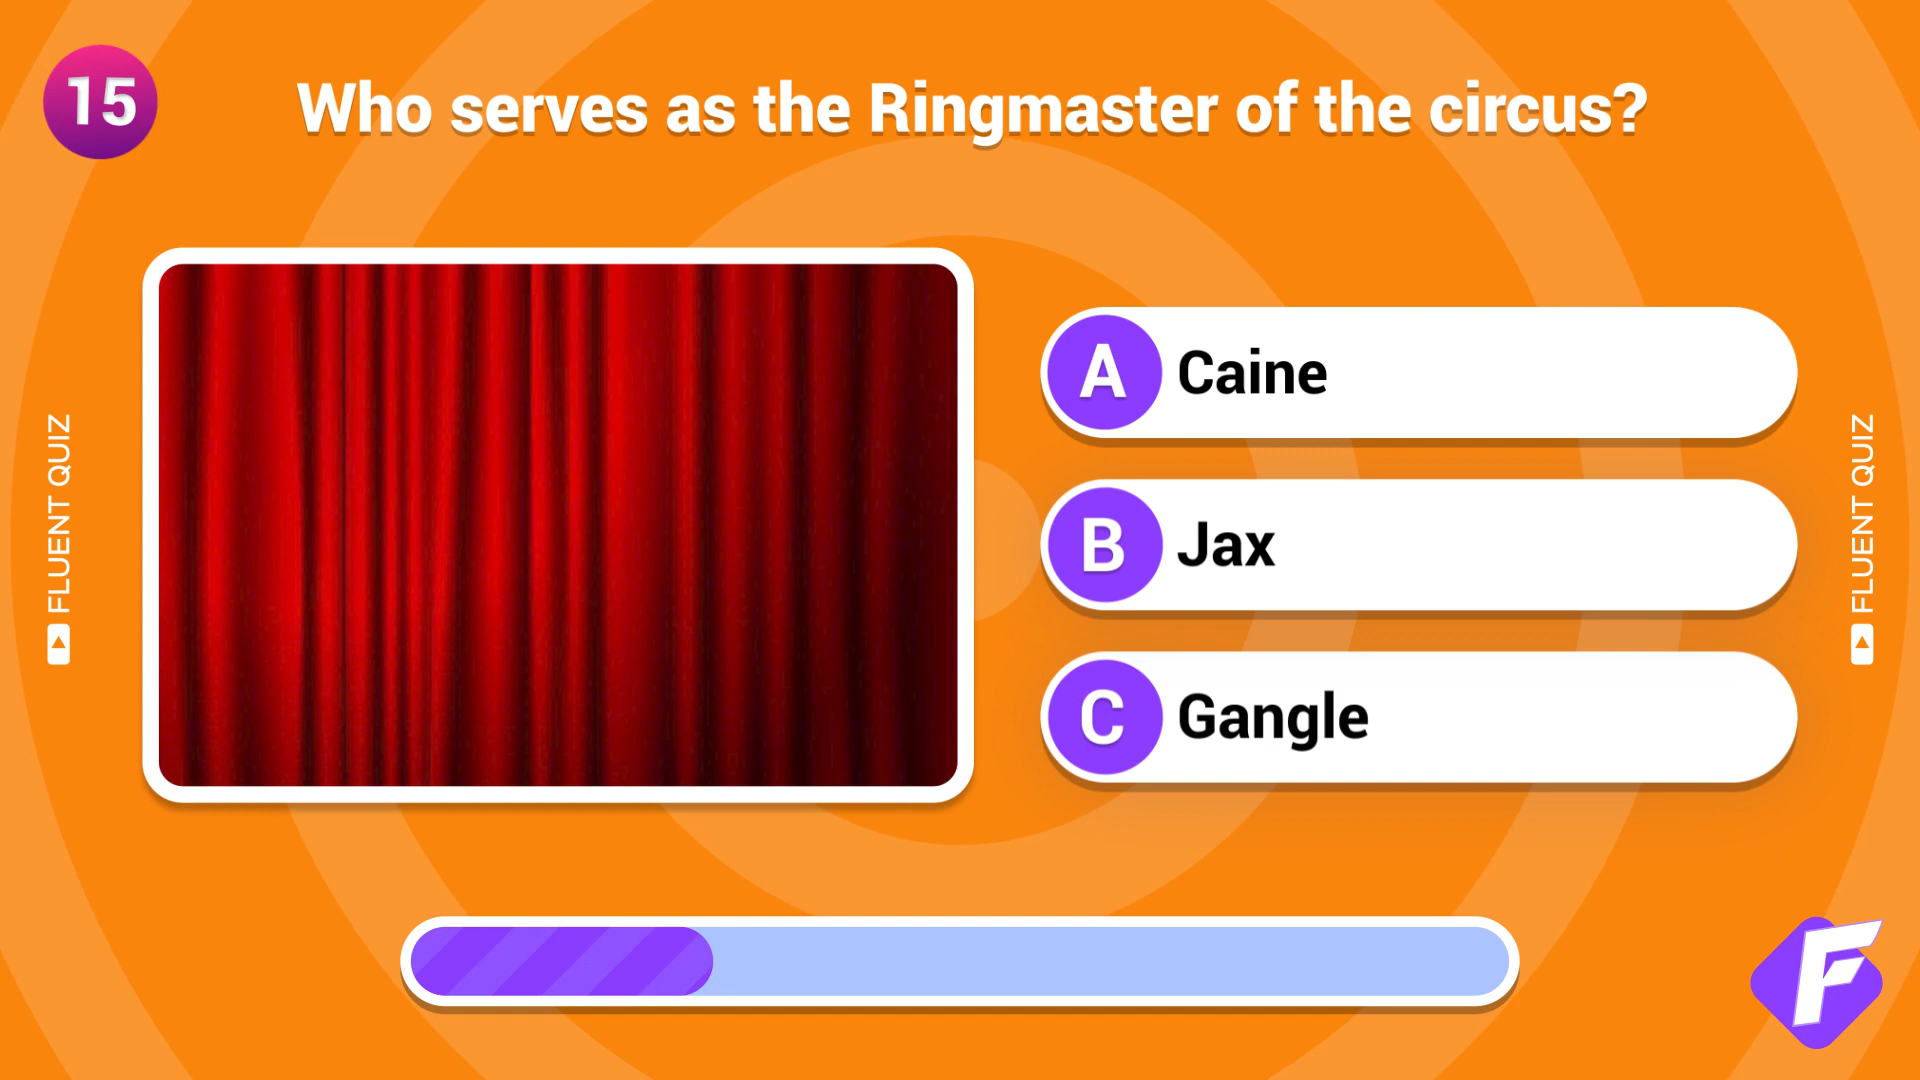 15
Who serves as the Ringmaster of the circus?
A Caine
B Jax
C Gangle
FLUENT QUIZ
FLUENT QUIZ
F